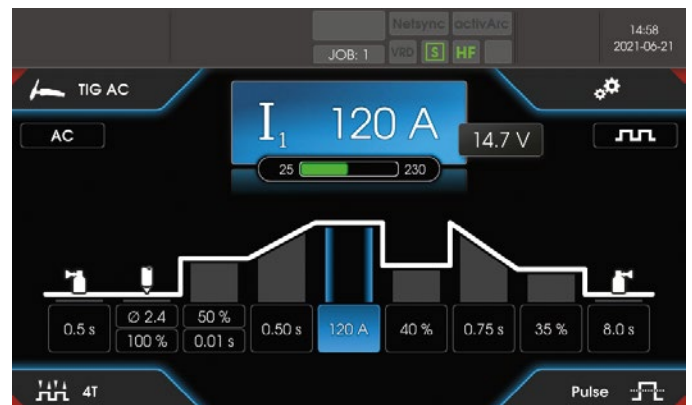 Netsync activArc
JOB: 1 VRD S HF
14:58
2021-06-21
TIG AC
AC
I1 120 A
14.7 V
25 230
0.5 s
Ø 2.4
100 %
50 %
0.01 s
0.50 s
120 A
40 %
0.75 s
35 %
8.0 s
4T
Pulse